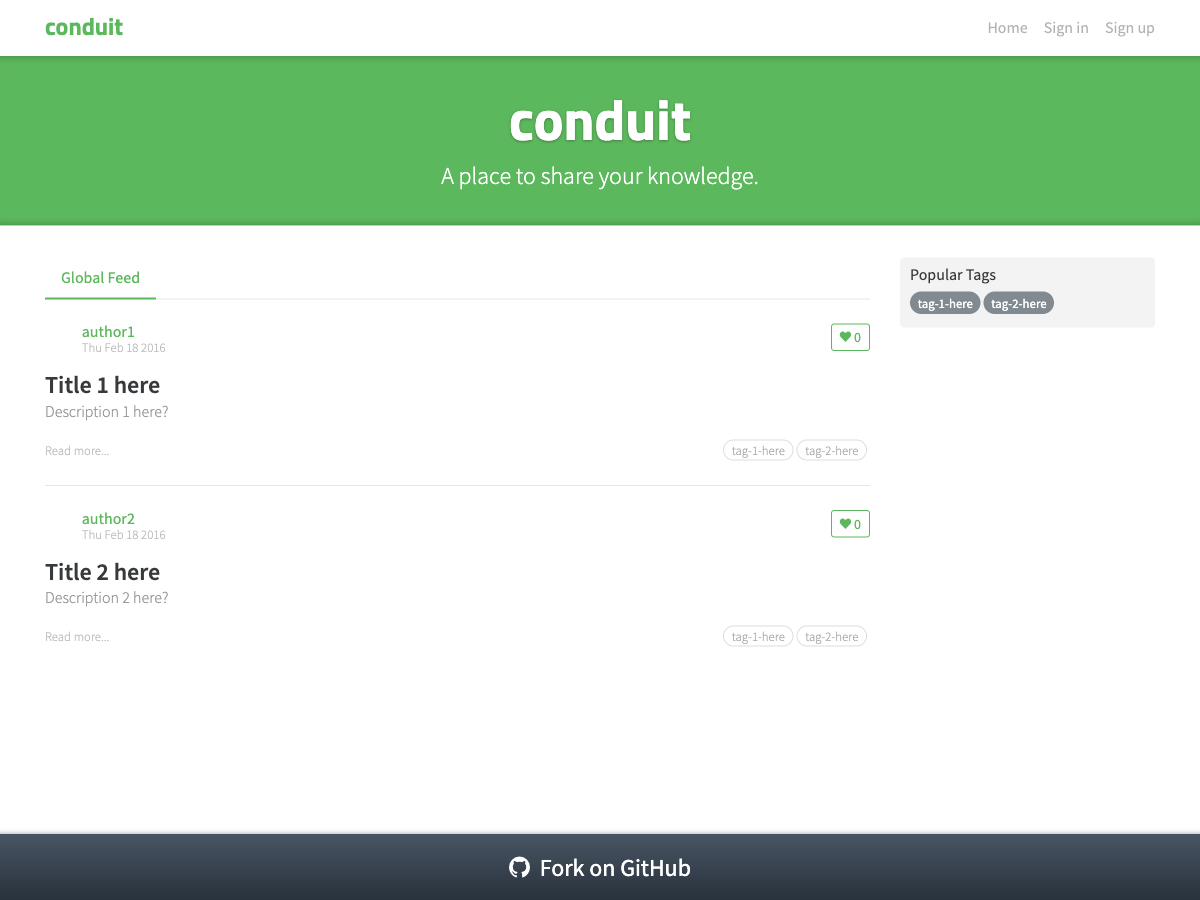 conduit
Home Sign in Sign up
conduit
A place to share your knowledge.
Global Feed
author1
Thu Feb 18 2016
0
Title 1 here
Description 1 here?
Read more...
tag-1-here tag-2-here
author2
Thu Feb 18 2016
0
Title 2 here
Description 2 here?
Read more...
tag-1-here tag-2-here
Popular Tags
tag-1-here tag-2-here
Fork on GitHub